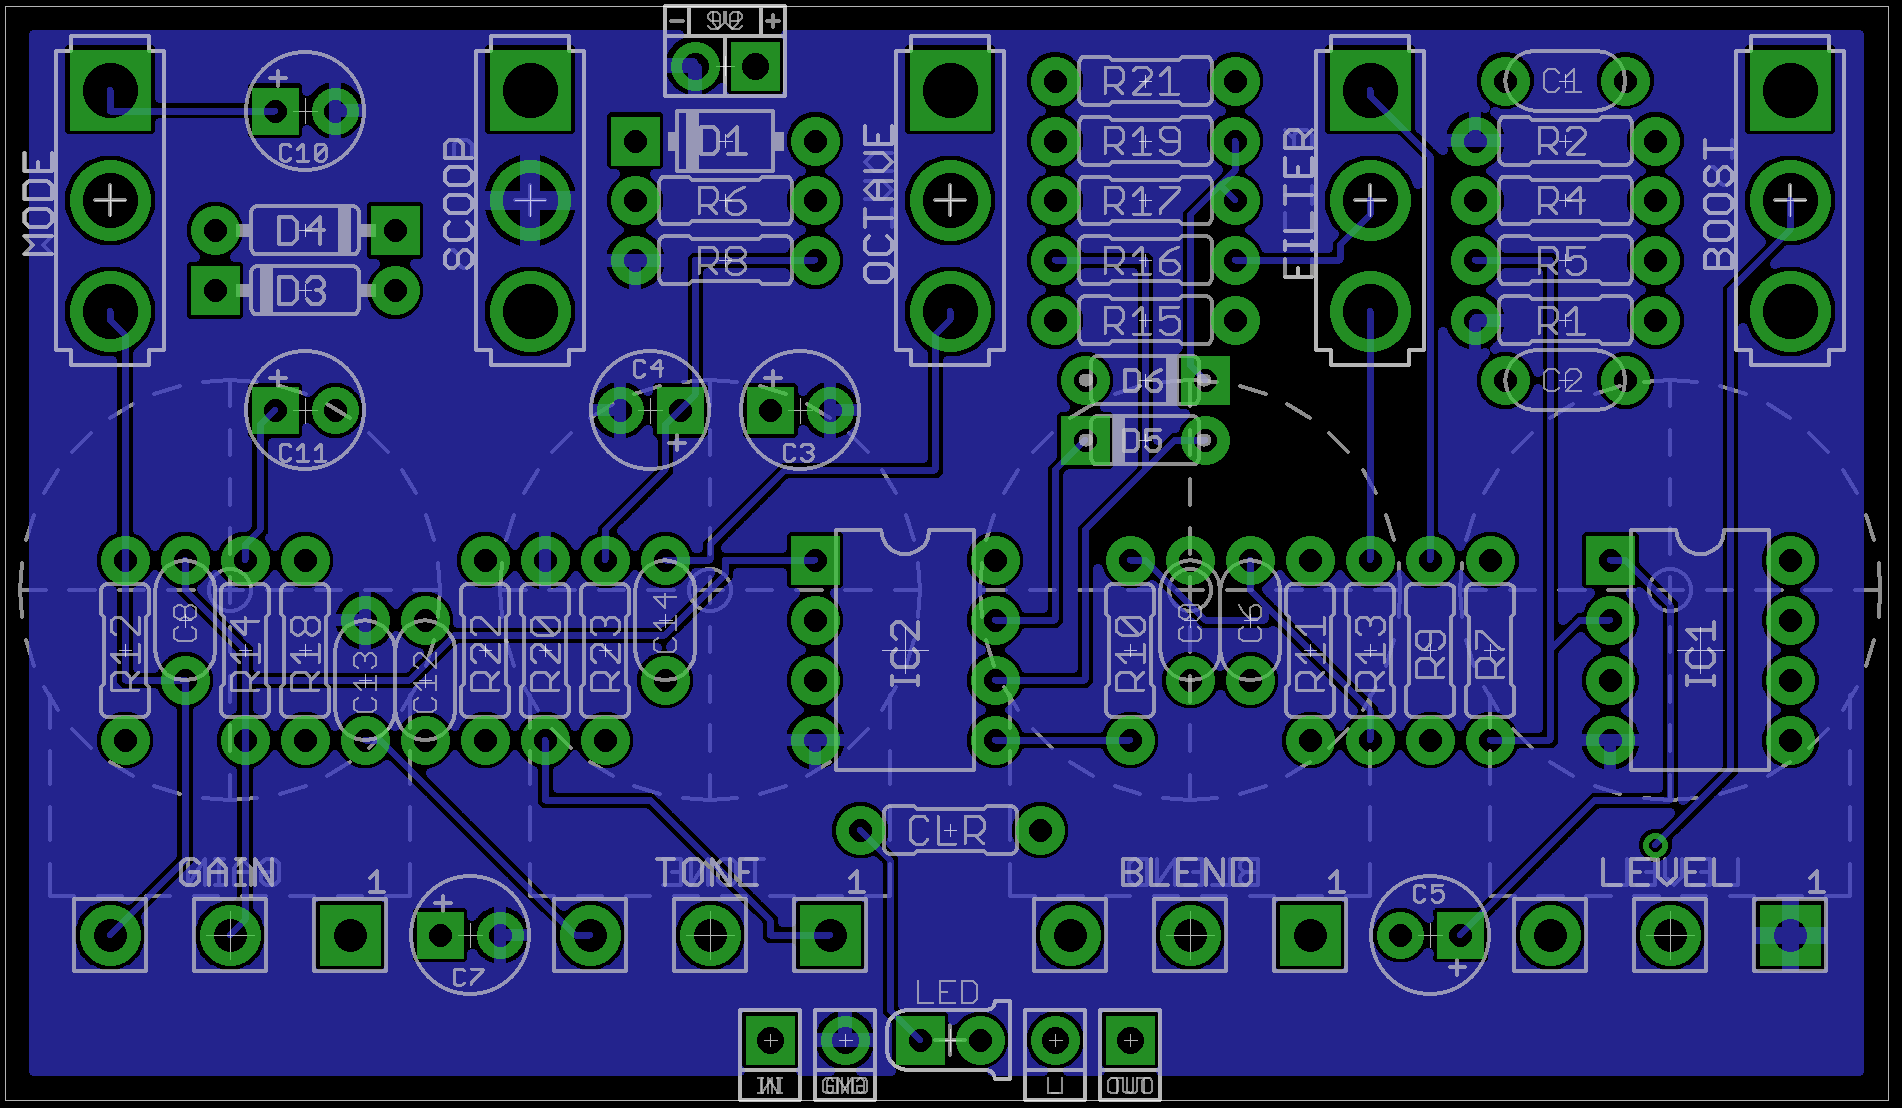 - 9V +
MODE
C10
SCOOP
D1
OCTAVE
R21
C1
R19
FILTER
R2
BOOST
R6
R17
R4
D4
R8
R16
R5
D3
R15
R1
C4
+
D6
C2
C11
C3
D5
R12
C8
R14
R18
C13
C12
R22
R20
R23
C14
IC2
R10
C9
C6
R11
R13
R9
R7
IC1
CLR
GAIN
1
TONE
1
BLEND
1
C5
LEVEL
1
C7
LED
IN
GND
L
OUT